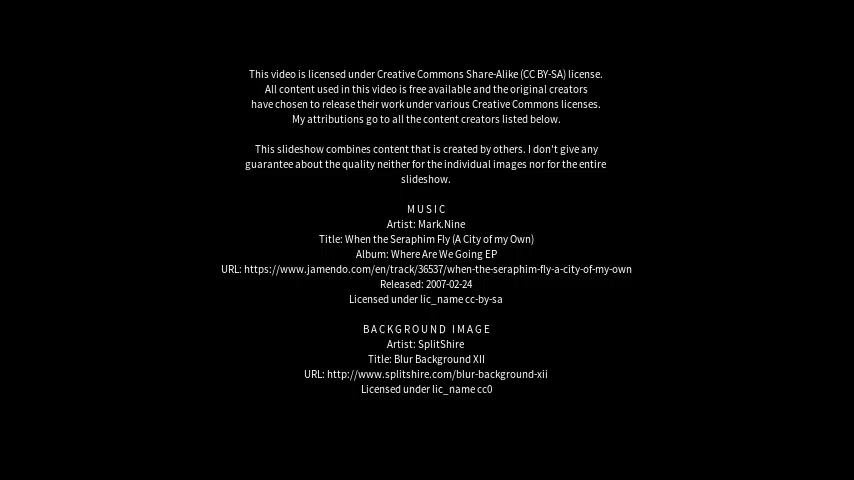 This video is licensed under Creative Commons Share-Alike (CC BY-SA) license.
All content used in this video is free available and the original creators
have chosen to release their work under various Creative Commons licenses.
My attributions go to all the content creators listed below.
This slideshow combines content that is created by others. I don't give any
guarantee about the quality neither for the individual images nor for the entire
slideshow.
MUSIC
Artist: Mark.Nine
Title: When the Seraphim Fly (A City of my Own)
Album: Where Are We Going EP
URL: https://www.jamendo.com/en/track/36537/when-the-seraphim-fly-a-city-of-my-own
Released: 2007-02-24
Licensed under lic_name cc-by-sa
BACKGROUND IMAGE
Artist: SplitShire
Title: Blur Background XII
URL: http://www.splitshire.com/blur-background-xii
Licensed under lic_name cc0